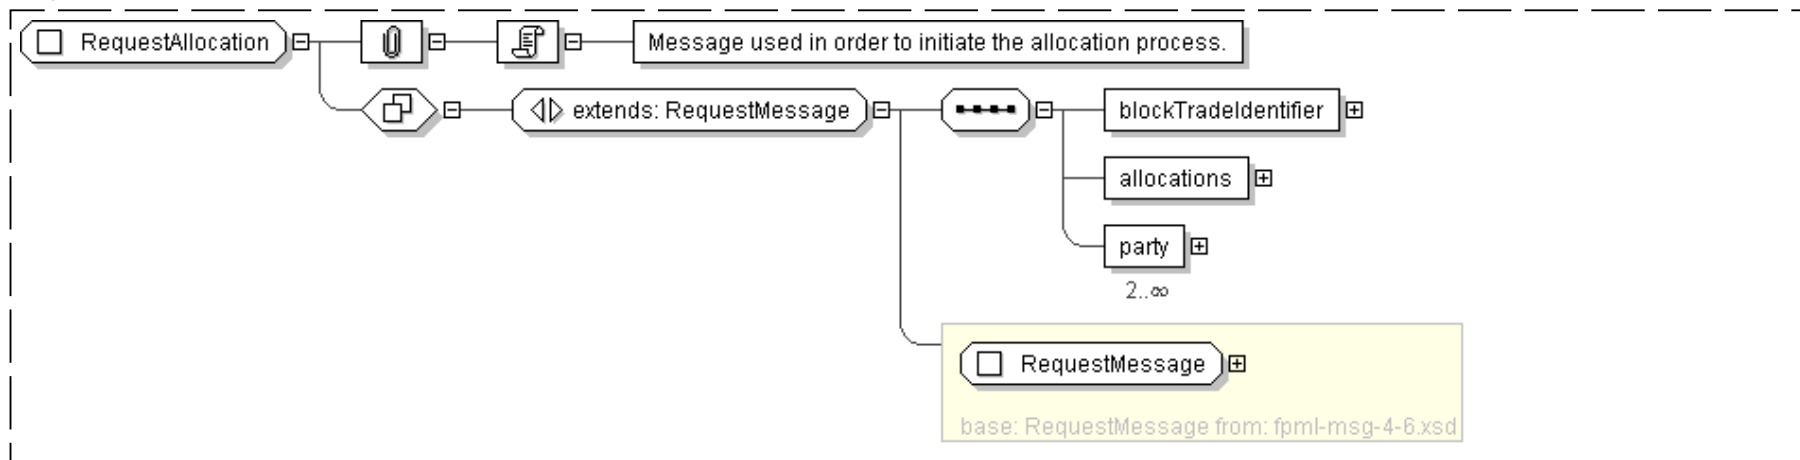 RequestAllocation
Message used in order to initiate the allocation process.
extends: RequestMessage
blockTradeIdentifier
allocations
party
2..∞
RequestMessage
base: RequestMessage from: fpml-msg-4-6.xsd